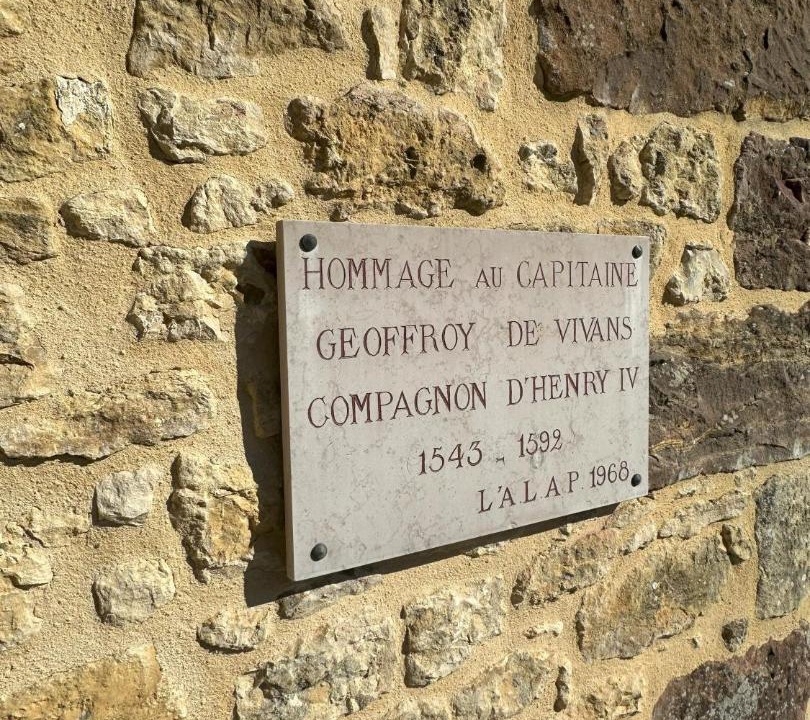 HOMMAGE AU CAPITAINE
GEOFFROY DE VIVANS
COMPAGNON D'HENRY IV
1543 - 1592
L'A L A P 1968